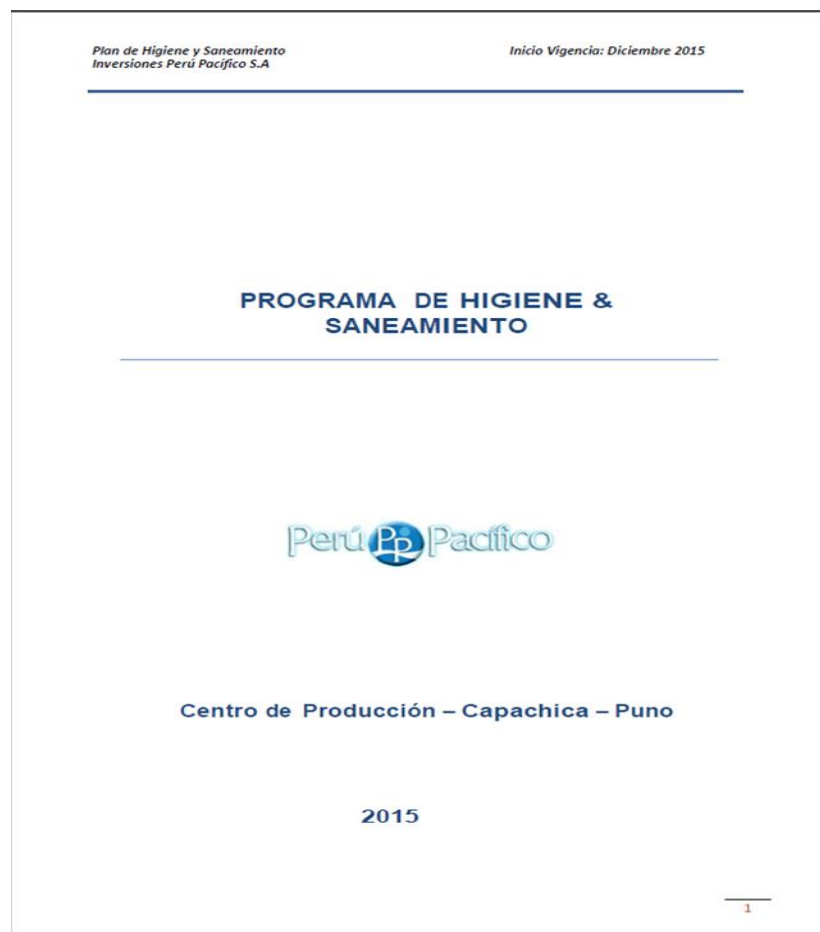 Plan de Higiene y Saneamiento
Inversiones Perú Pacífico S.A
Inicio Vigencia: Diciembre 2015
PROGRAMA DE HIGIENE &
SANEAMIENTO
Perú Pp Pacífico
Centro de Producción – Capachica – Puno
2015
1